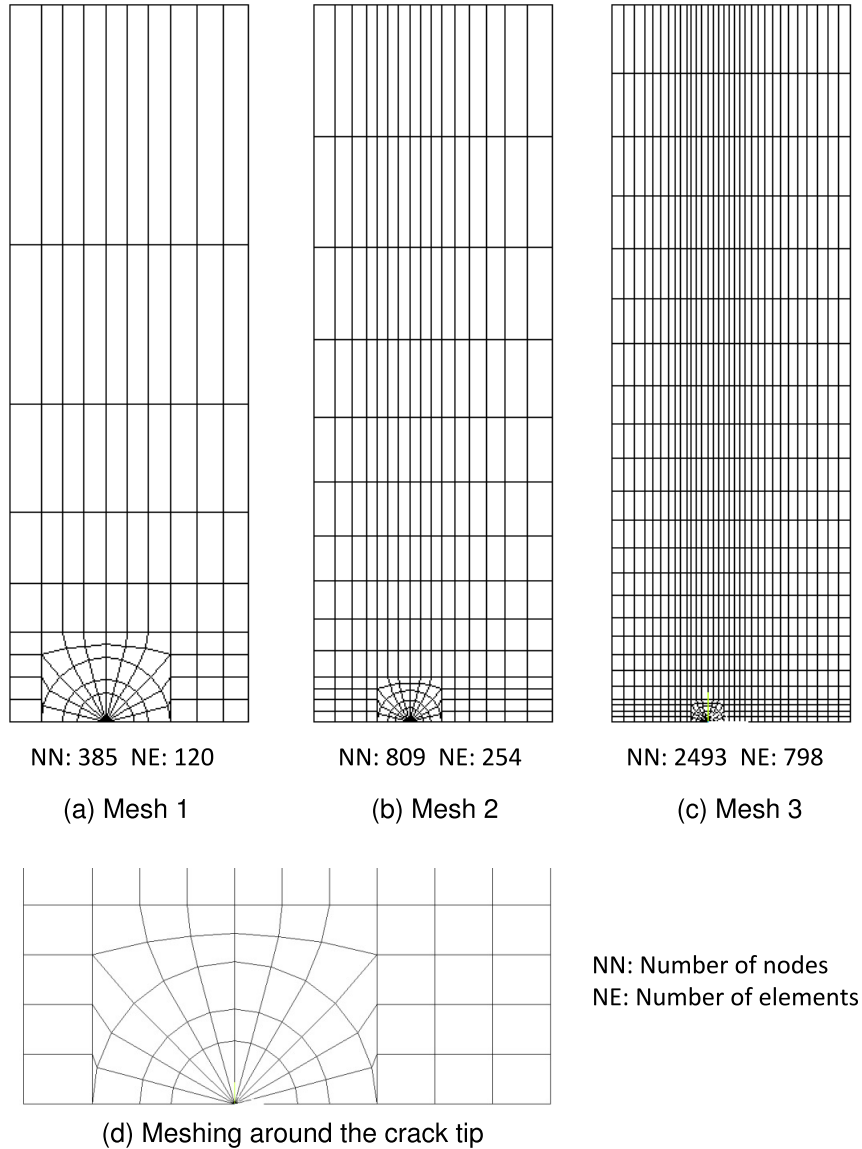 NN: 385 NE: 120
NN: 809 NE: 254
NN: 2493 NE: 798
(a) Mesh 1
(b) Mesh 2
(c) Mesh 3
NN: Number of nodes
NE: Number of elements
(d) Meshing around the crack tip